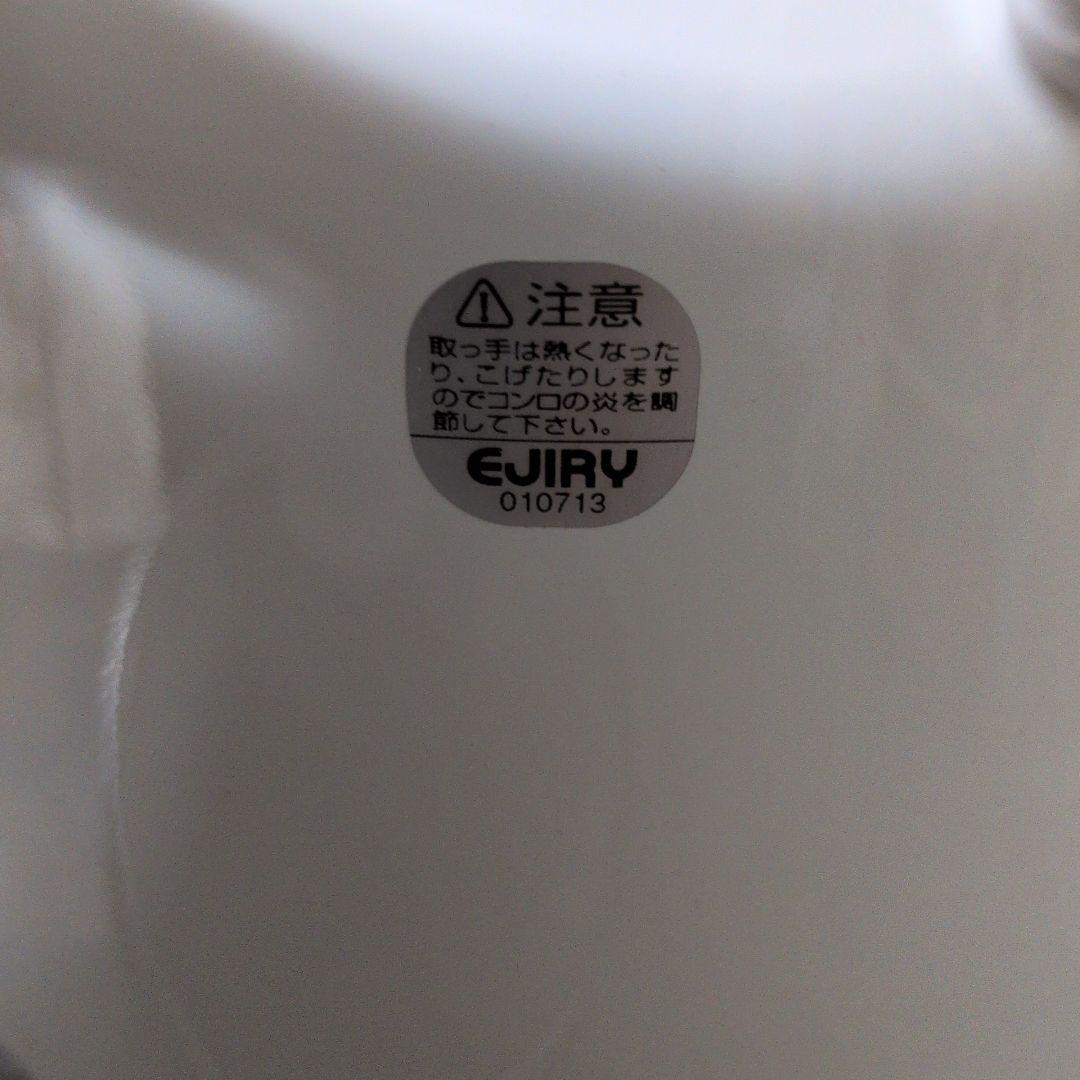 注意
取っ手は熱くなった
り、こげたりします
のでコンロの炎を調
節して下さい。
EJIRY
010713